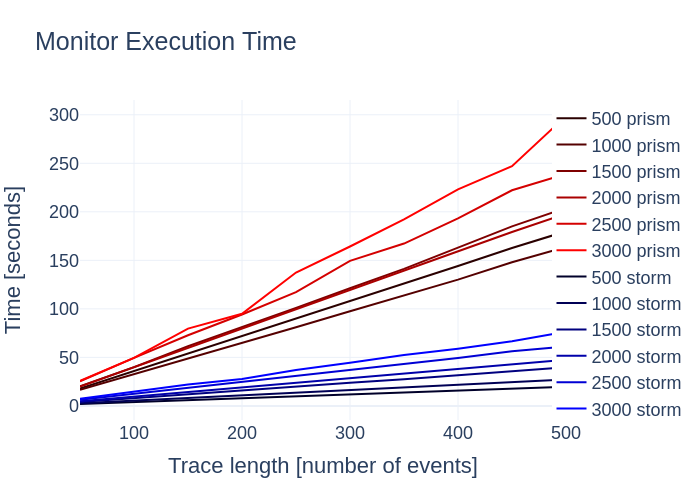 Monitor Execution Time
Time [seconds]
300
250
200
150
100
50
0
100
200
300
400
500
Trace length [number of events]
500 prism
1000 prism
1500 prism
2000 prism
2500 prism
3000 prism
500 storm
1000 storm
1500 storm
2000 storm
2500 storm
3000 storm